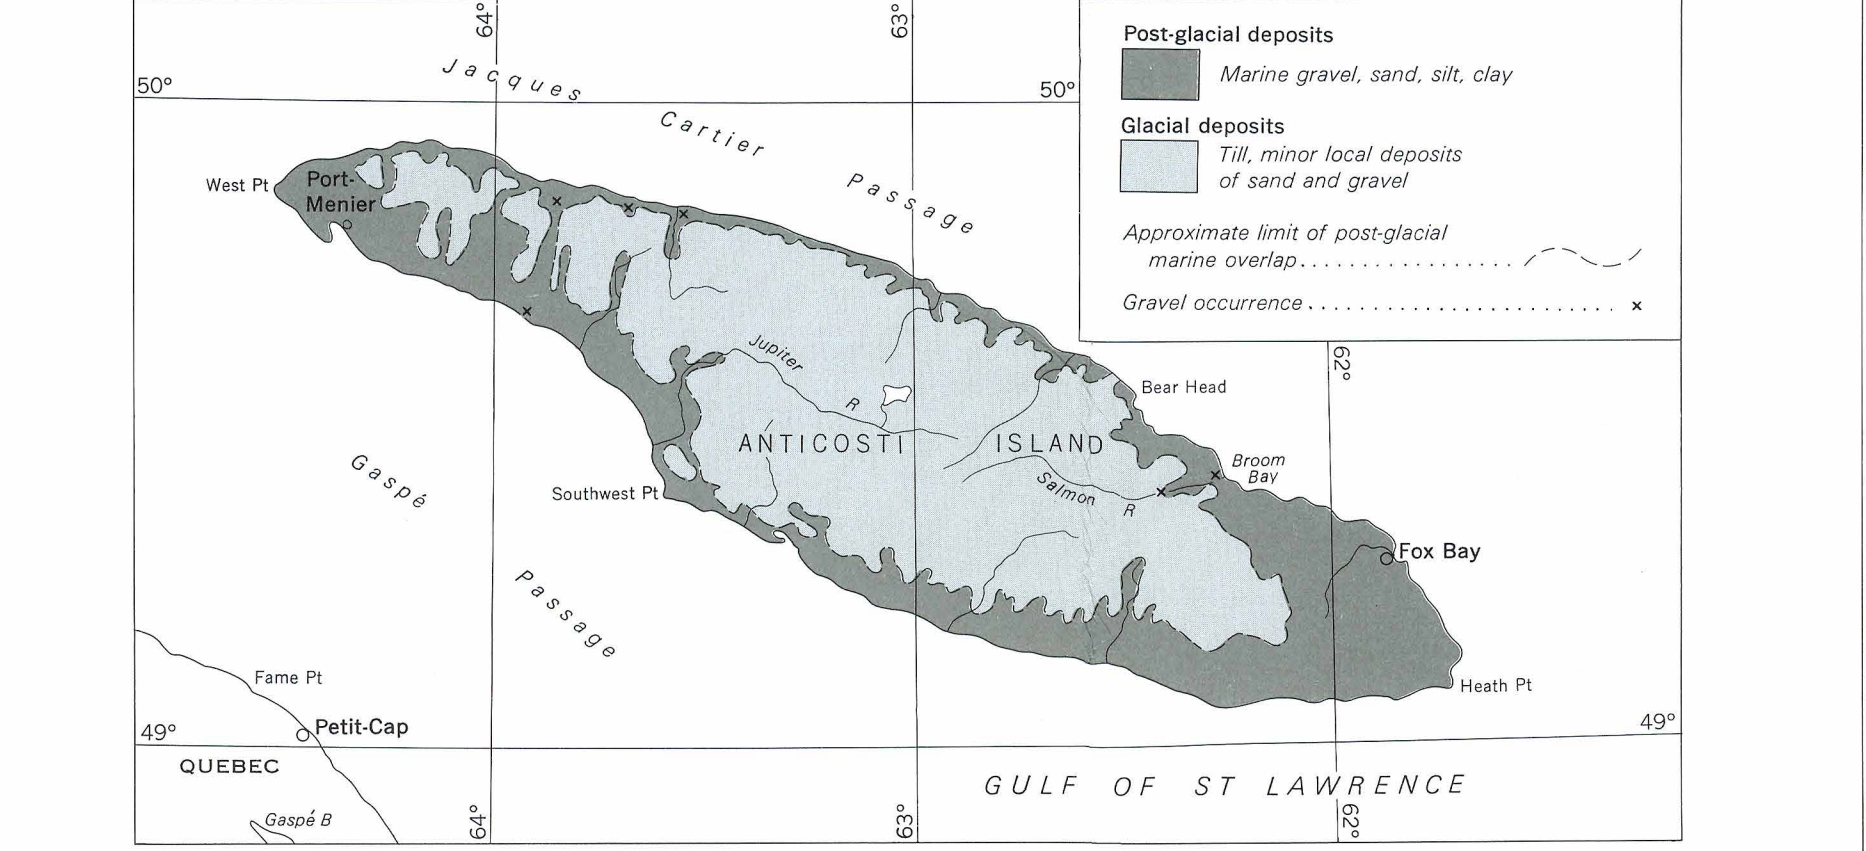 64°
63°
Post-glacial deposits
Marine gravel, sand, silt, clay
50°
50°
Jacques
Cartier
Passage
Glacial deposits
Till, minor local deposits
of sand and gravel
West Pt
Port-
Menier
Approximate limit of post-glacial
marine overlap
Gravel occurrence
x
62°
Jupiter
R
Bear Head
ANTICOSTI ISLAND
Gaspé
Passage
Southwest Pt
Salmon
R
Broom
Bay
Fox Bay
Heath Pt
Fame Pt
Petit-Cap
49°
49°
QUEBEC
GULF OF ST LAWRENCE
Gaspé B
64°
63°
62°